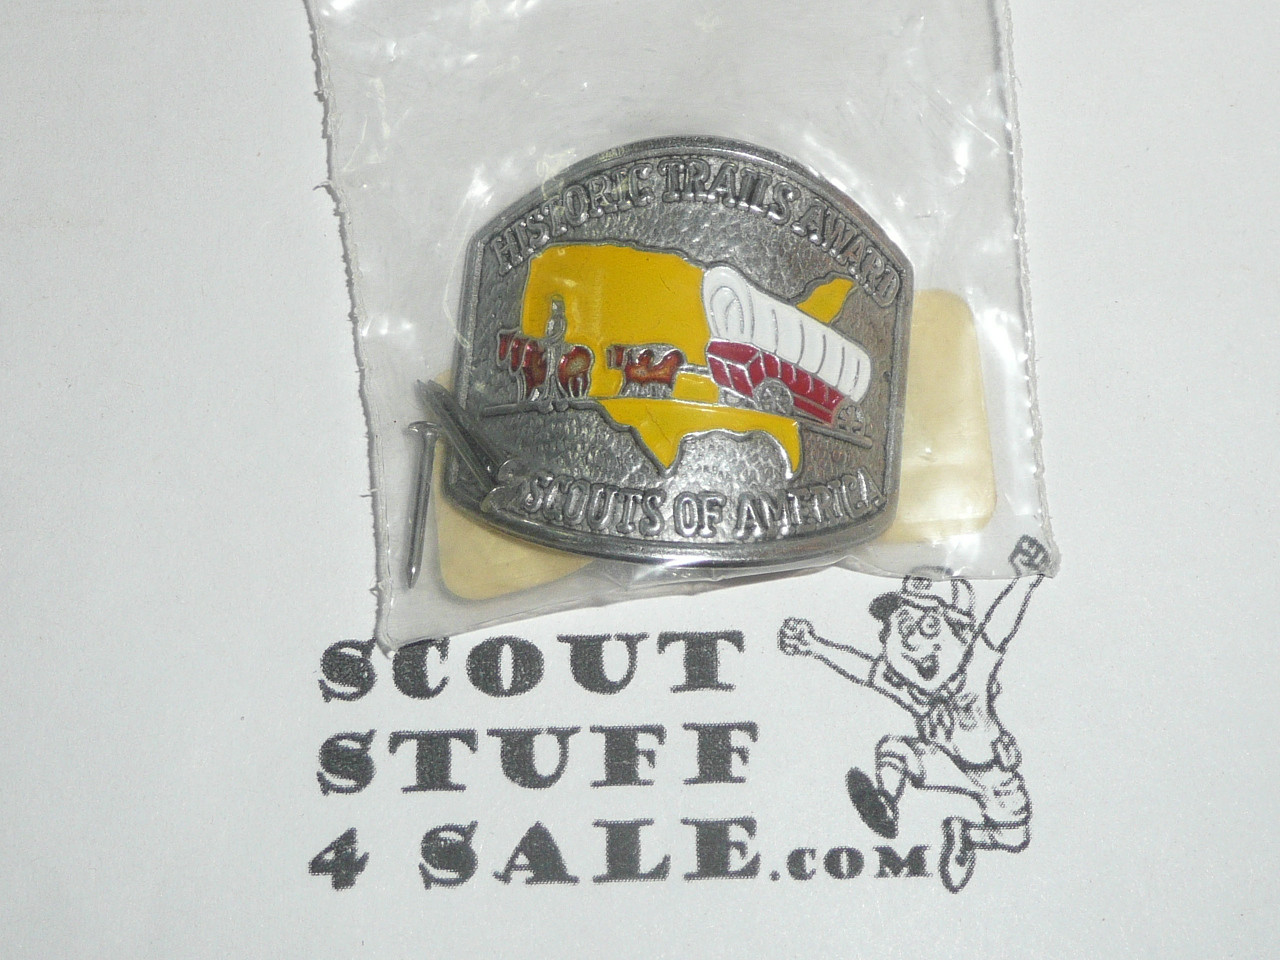 HISTORIC TRAILS AWARD
SCOUTS OF AMERICA
SCOUT
STUFF
4 SALE.COM